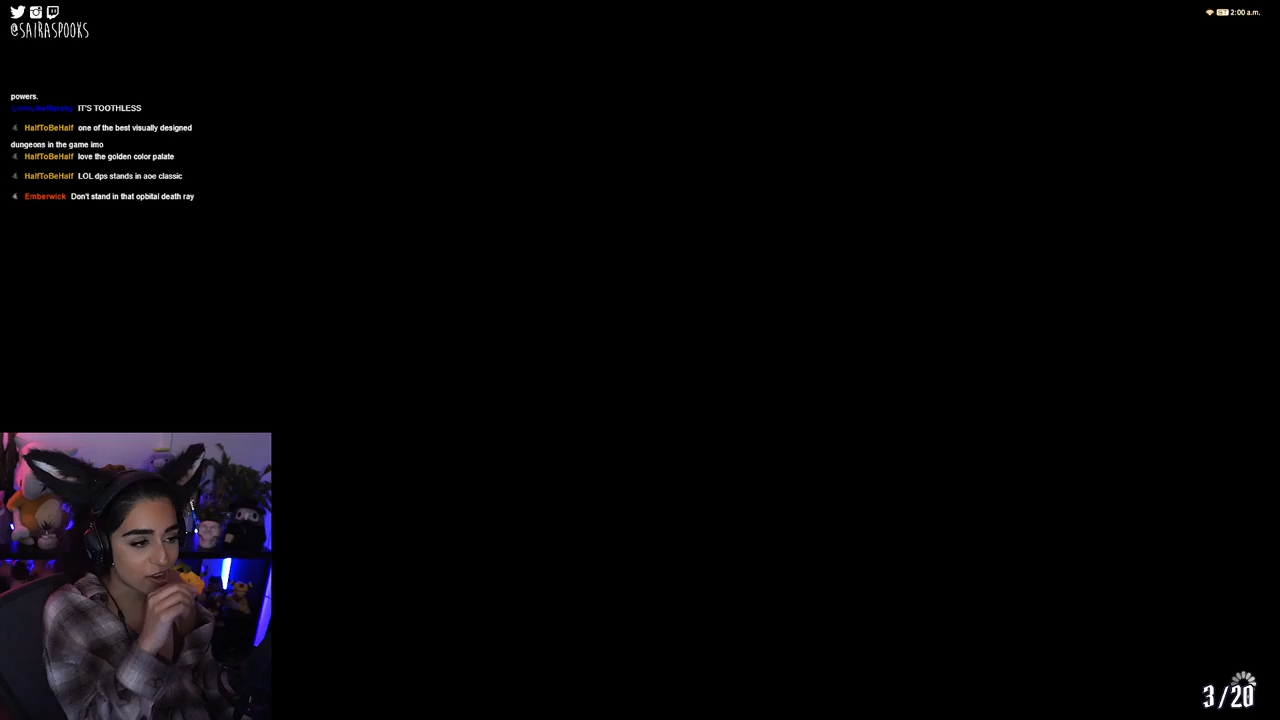 @SAIRASPOOKS
ST 2:00 a.m.
powers.
IT'S TOOTHLESS
HalfToBeHalf one of the best visually designed
dungeons in the game imo
HalfToBeHalf love the golden color palate
HalfToBeHalf LOL dps stands in aoe classic
Emberwick Don't stand in that opbital death ray
3/20